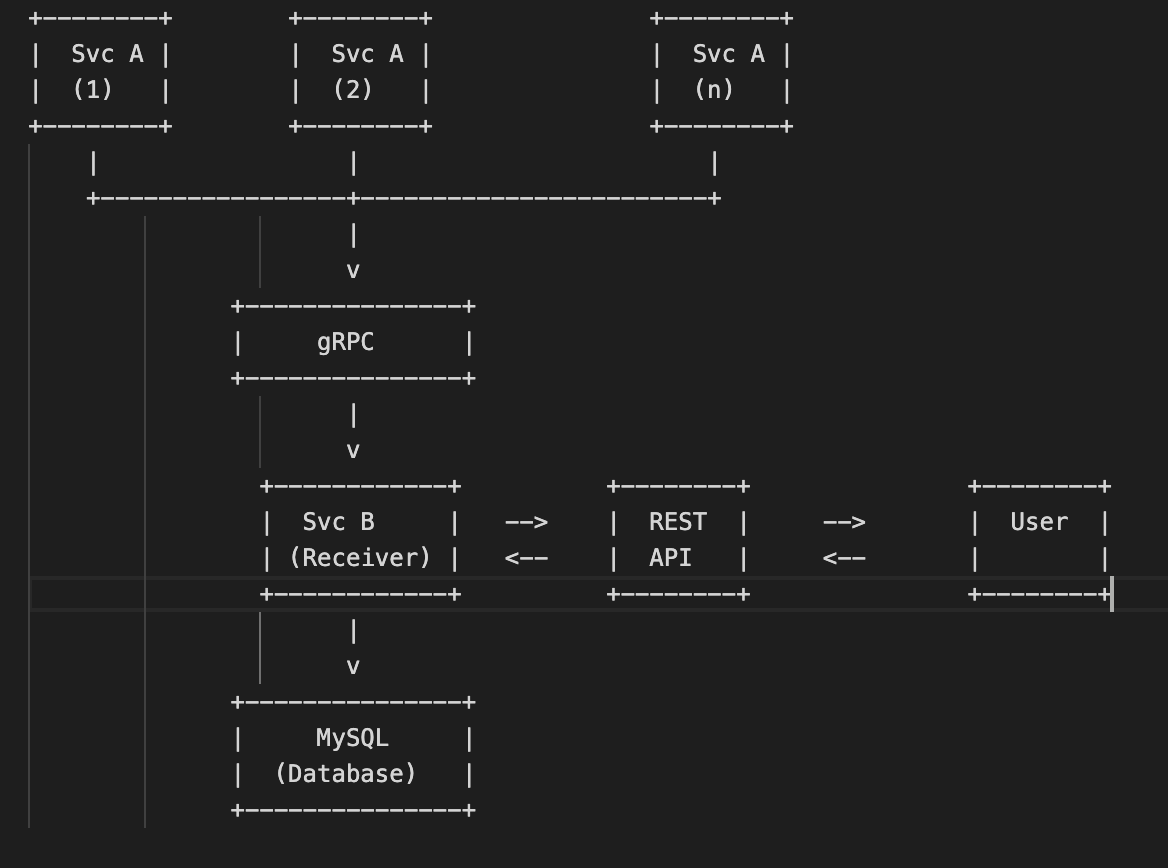 +--------+        +--------+               +--------+
|  Svc A |        |  Svc A |               |  Svc A |
|  (1)   |        |  (2)   |               |  (n)   |
+--------+        +--------+               +--------+
    |                 |                        |
    +-----------------+------------------------+
                      |
                      v
              +---------------+
              |     gRPC      |
              +---------------+
                      |
                      v
                +------------+          +--------+               +--------+
                |  Svc B     |   -->    |  REST  |     -->       |  User  |
                | (Receiver) |   <--    |  API   |     <--       |        |
                +------------+          +--------+               +--------+
                      |
                      v
              +---------------+
              |     MySQL     |
              |  (Database)   |
              +---------------+